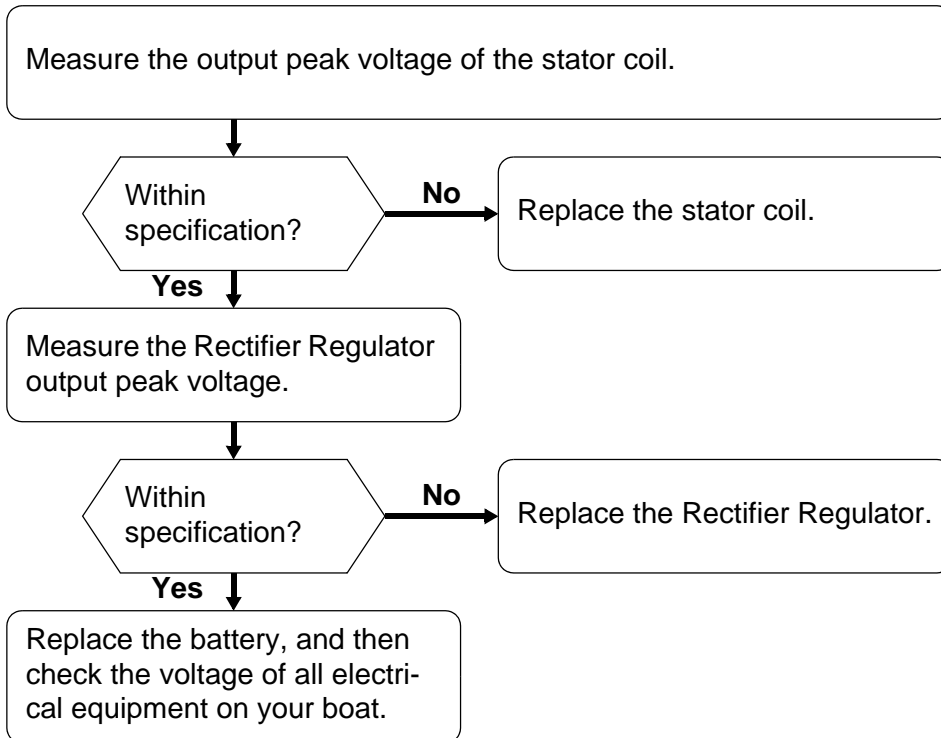 Measure the output peak voltage of the stator coil.
Within
specification?
No
Replace the stator coil.
Yes
Measure the Rectifier Regulator
output peak voltage.
Within
specification?
No
Replace the Rectifier Regulator.
Yes
Replace the battery, and then
check the voltage of all electri-
cal equipment on your boat.